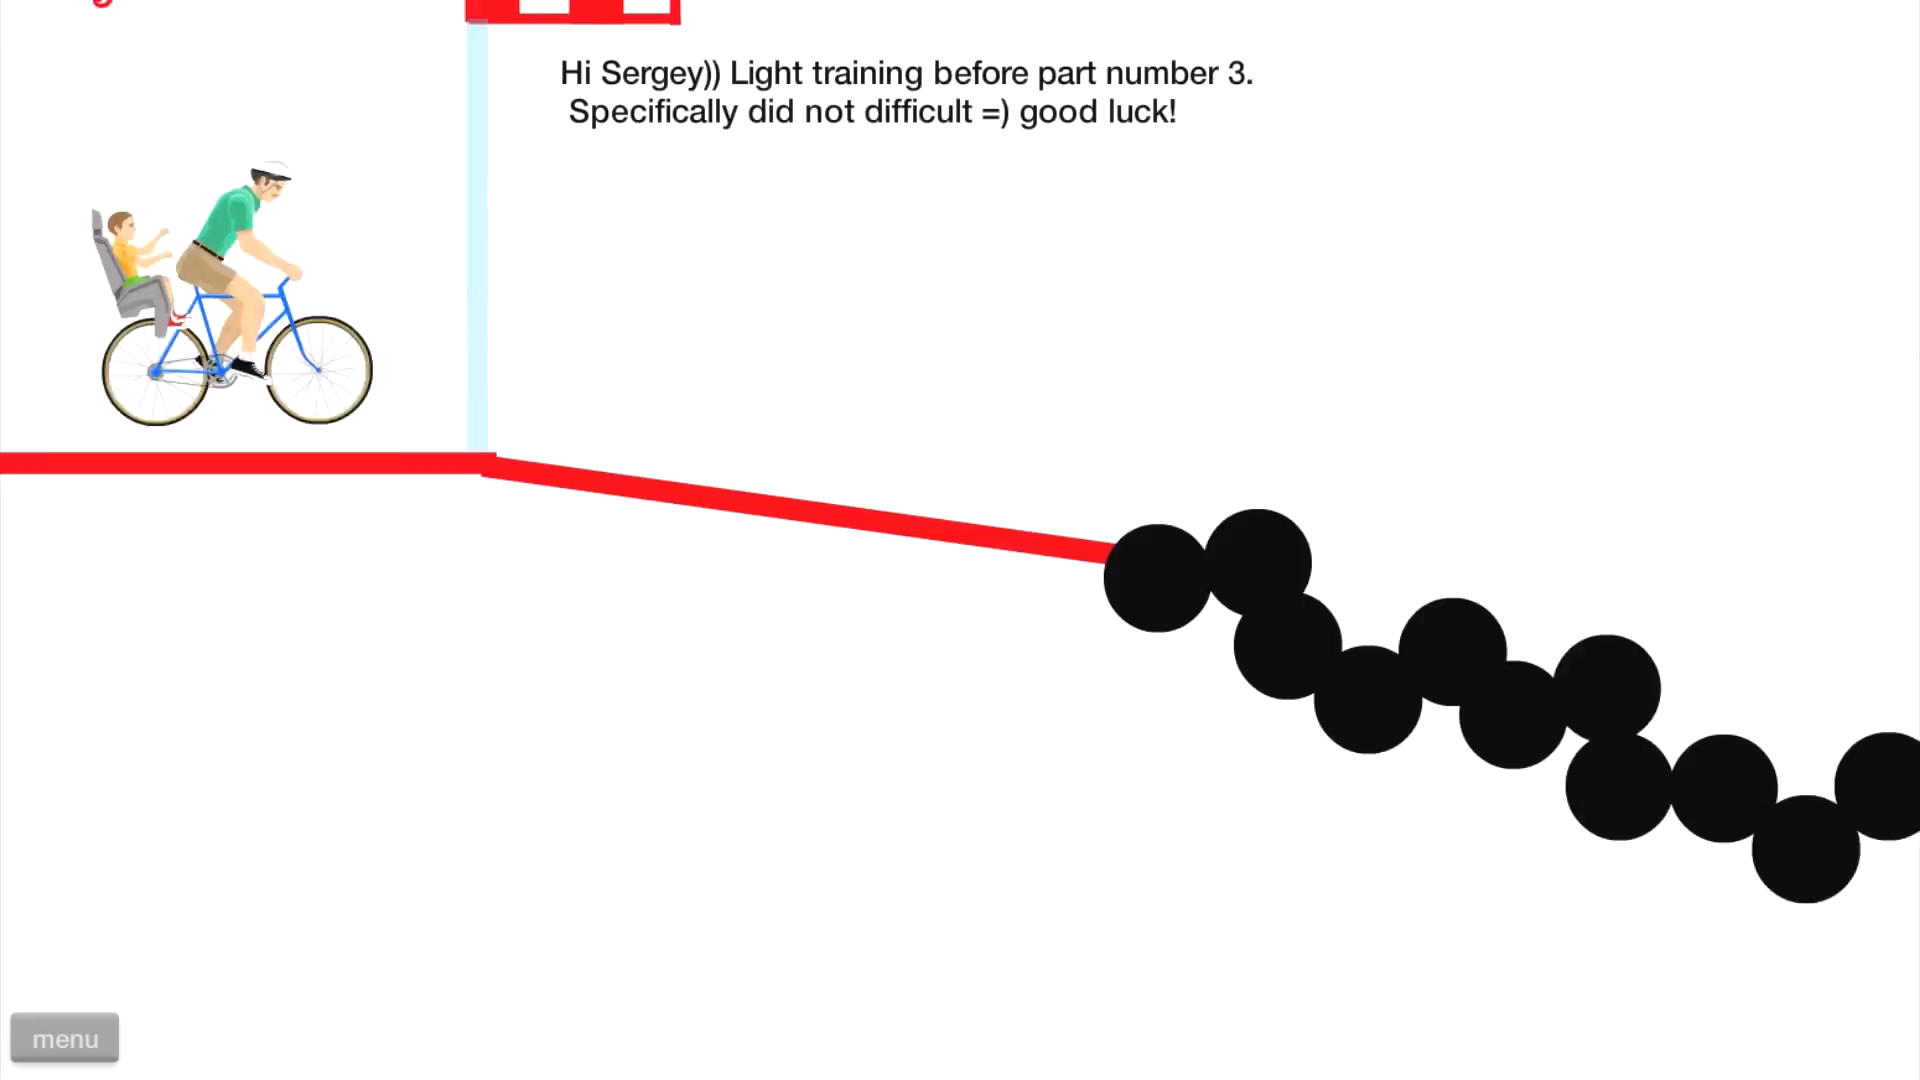 Hi Sergey)) Light training before part number 3.
Specifically did not difficult =) good luck!
menu